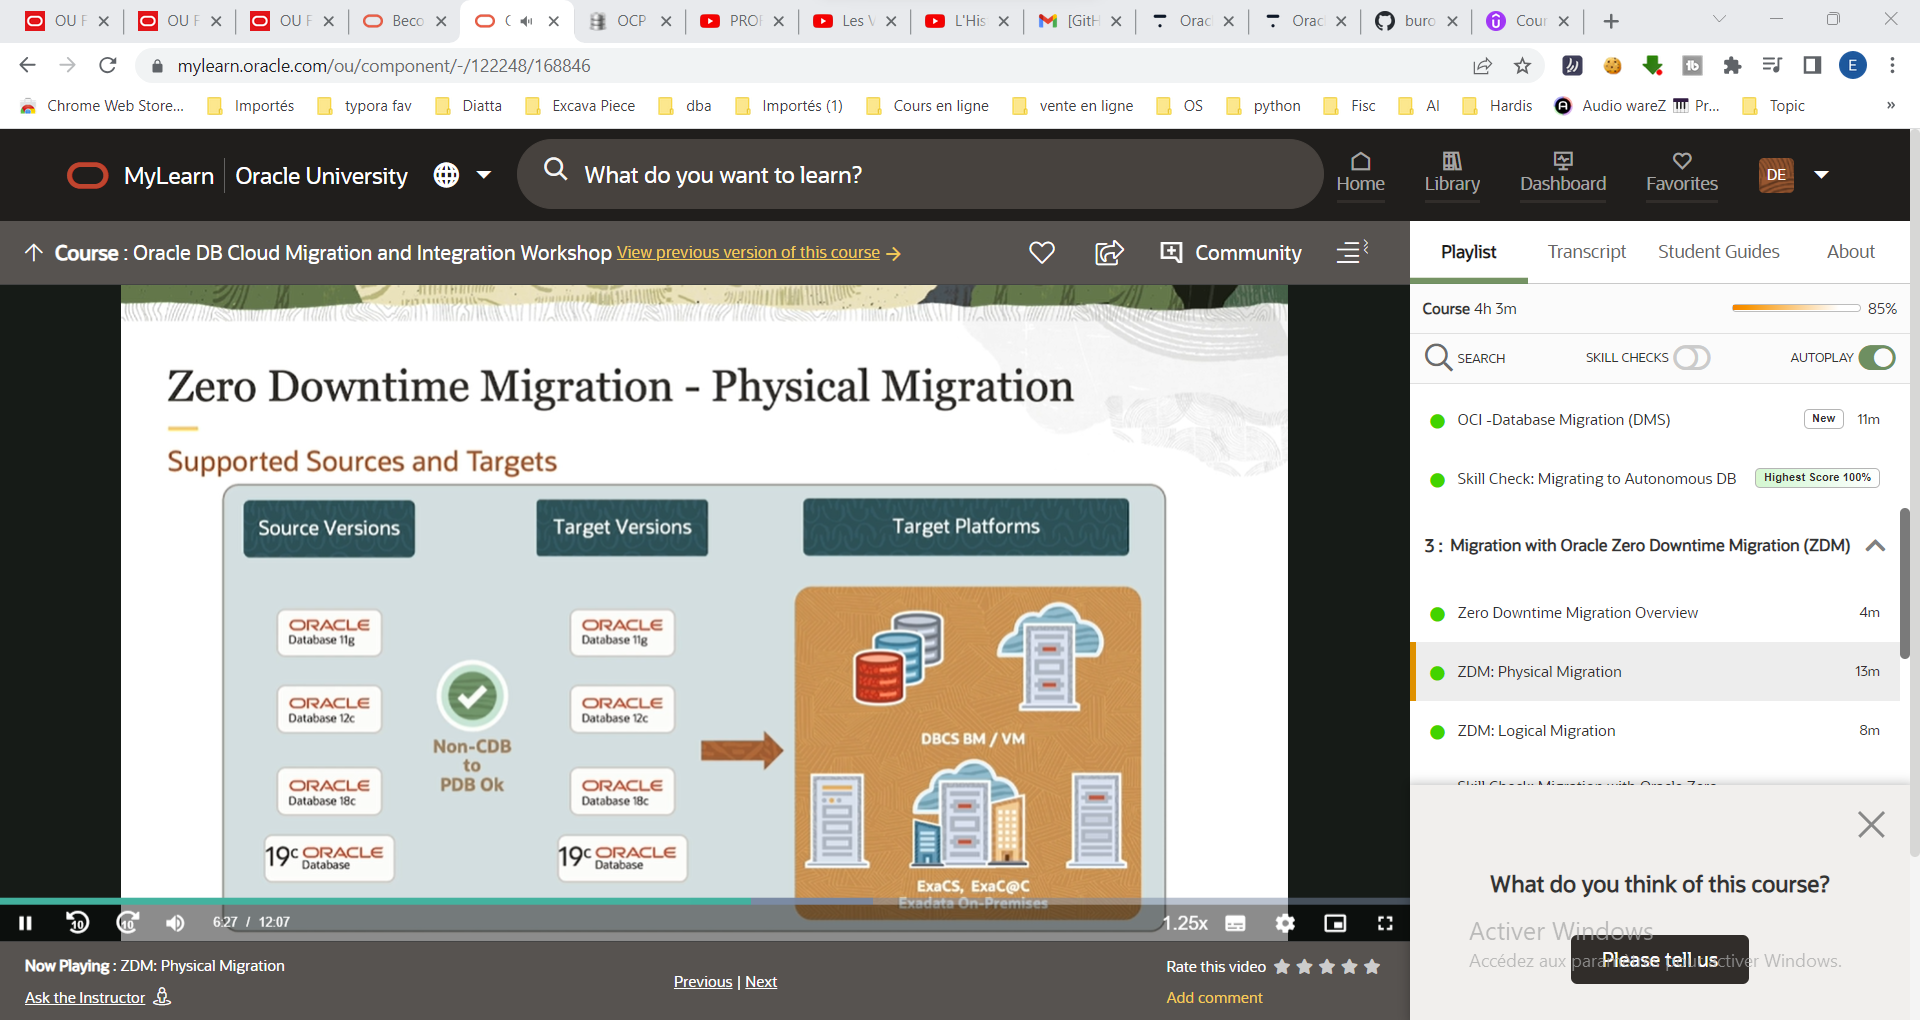 OU F
OU F
OU F
Beco
OCP
PROF
Les V
L'His
[GitH
Orac
Orac
buro
Cour
mylearn.oracle.com/ou/component/-/122248/168846
E
Chrome Web Store...
Importés
typora fav
Diatta
Excava Piece
dba
Importés (1)
Cours en ligne
vente en ligne
OS
python
Fisc
AI
Hardis
Audio wareZ
Pr...
Topic
»
MyLearn
Oracle University
What do you want to learn?
Home
Library
Dashboard
Favorites
DE
Course : Oracle DB Cloud Migration and Integration Workshop View previous version of this course
Community
Playlist
Transcript
Student Guides
About
Course 4h 3m
85%
SEARCH
SKILL CHECKS
AUTOPLAY
OCI -Database Migration (DMS)
New
11m
Skill Check: Migrating to Autonomous DB
Highest Score 100%
3 : Migration with Oracle Zero Downtime Migration (ZDM)
Zero Downtime Migration Overview
4m
ZDM: Physical Migration
13m
ZDM: Logical Migration
8m
Skill Check: Migration with Oracle Zero
Zero Downtime Migration - Physical Migration
Supported Sources and Targets
Source Versions
Target Versions
Target Platforms
ORACLE
Database 11g
ORACLE
Database 12c
ORACLE
Database 18c
19c ORACLE
Database
Non-CDB
to
PDB Ok
ORACLE
Database 11g
ORACLE
Database 12c
ORACLE
Database 18c
19c ORACLE
Database
DBCS BM / VM
ExaCS, ExaC@C
Exadata On-Premises
10
10
6:27 / 12:07
1.25x
Now Playing : ZDM: Physical Migration
Ask the Instructor
Previous | Next
Rate this video
Add comment
What do you think of this course?
Activer Windows
Accédez aux paramètres pour activer Windows.
Please tell us